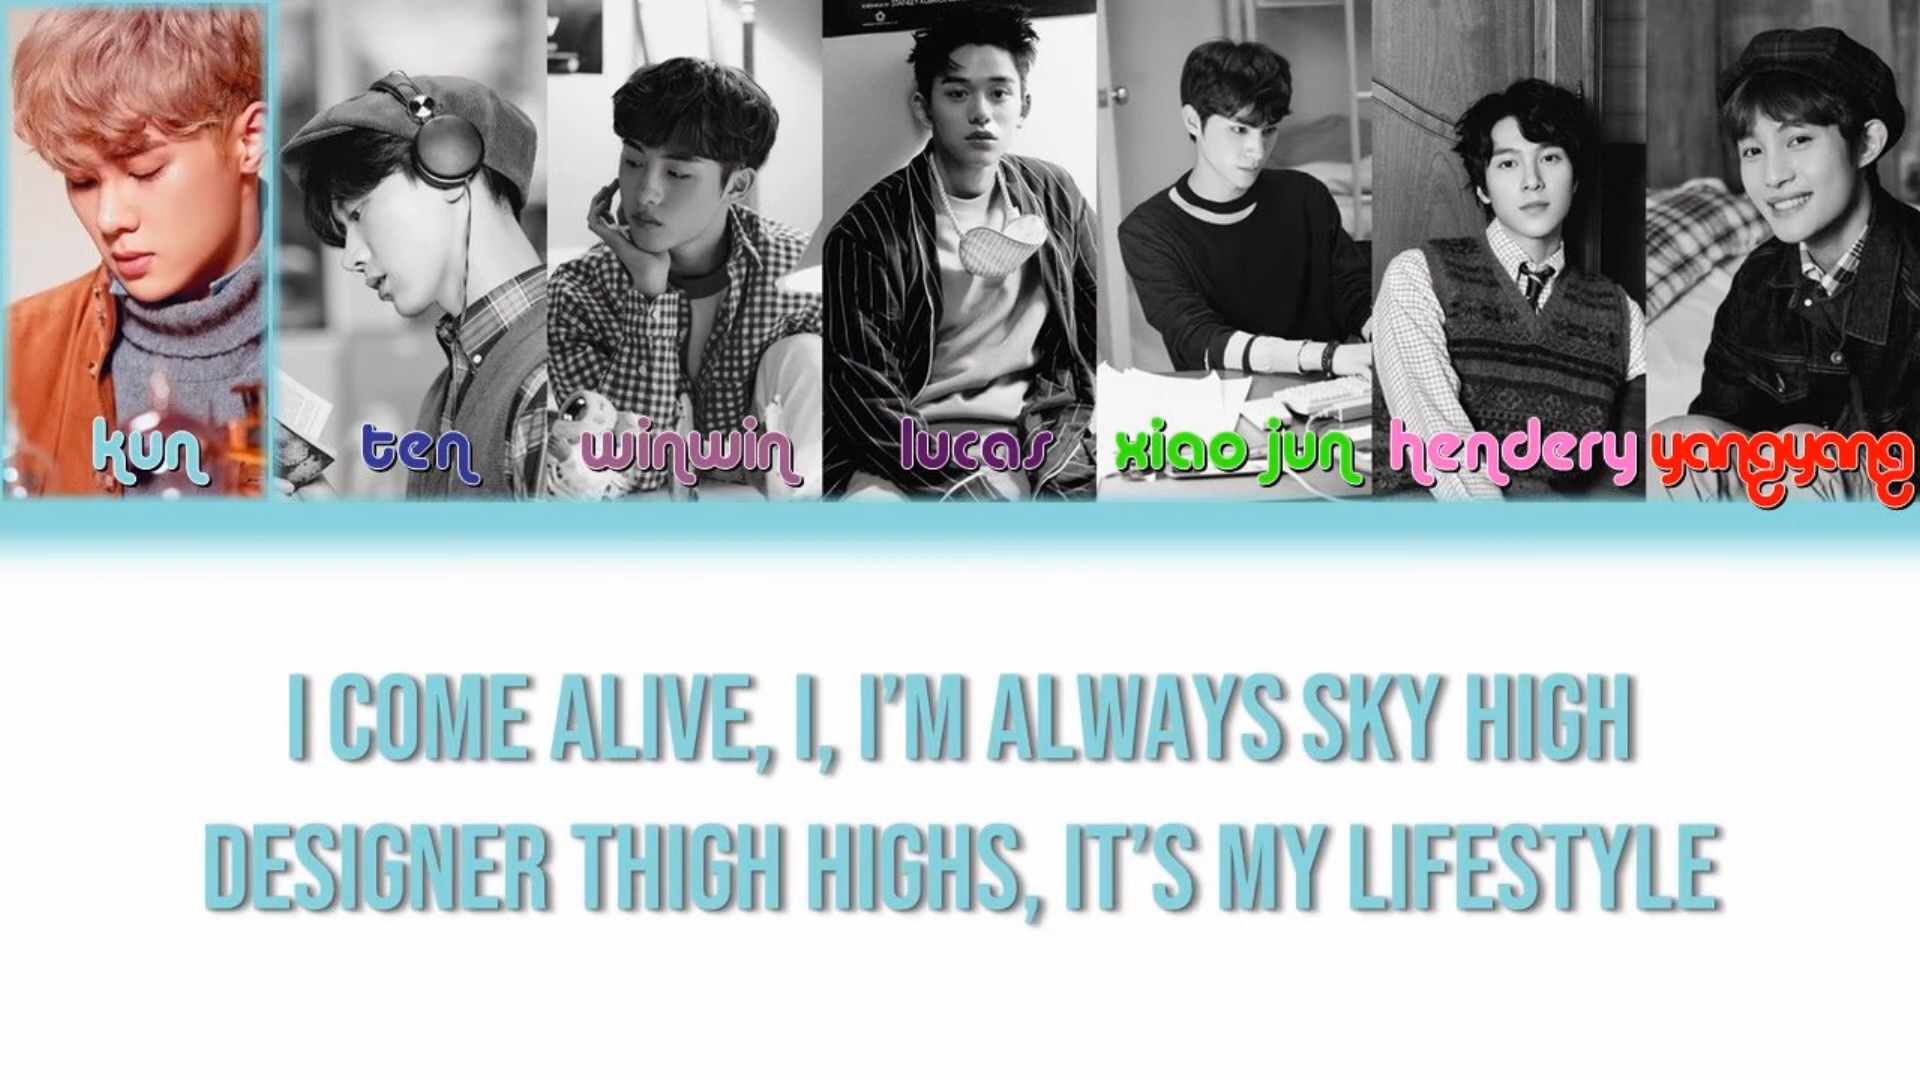 kun ten winwin lucas xiao jun hendery yangyang
I COME ALIVE, I, I'M ALWAYS SKY HIGH
DESIGNER THIGH HIGHS, IT'S MY LIFESTYLE